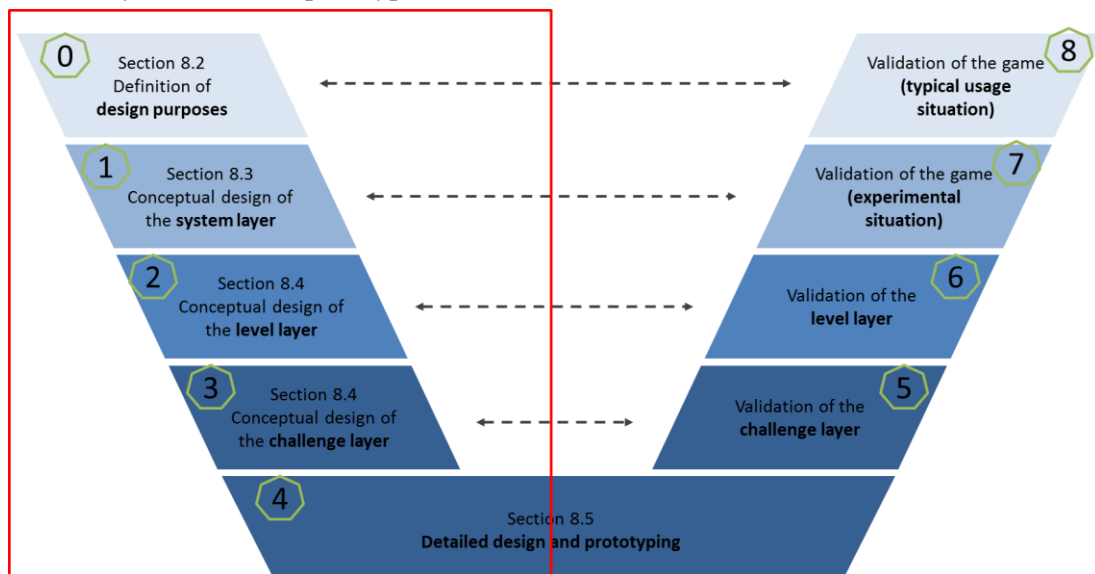 0
Section 8.2
Definition of
design purposes
8
Validation of the game
(typical usage
situation)
1
Section 8.3
Conceptual design of
the system layer
7
Validation of the game
(experimental
situation)
2
Section 8.4
Conceptual design of
the level layer
6
Validation of the
level layer
3
Section 8.4
Conceptual design of
the challenge layer
5
Validation of the
challenge layer
4
Section 8.5
Detailed design and prototyping